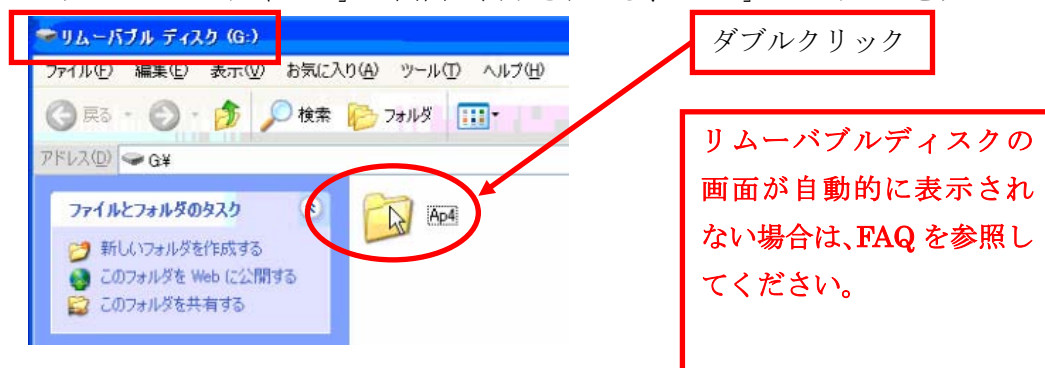 リムーバブル ディスク (G:)
ダブルクリック
ファイル(F) 編集(E) 表示(V) お気に入り(A) ツール(T) ヘルプ(H)
戻る 検索 フォルダ
アドレス(D) G¥
リムーバブルディスクの
画面が自動的に表示され
ない場合は、FAQ を参照し
てください。
ファイルとフォルダのタスク
Ap4
新しいフォルダを作成する
このフォルダを Web に公開する
このフォルダを共有する